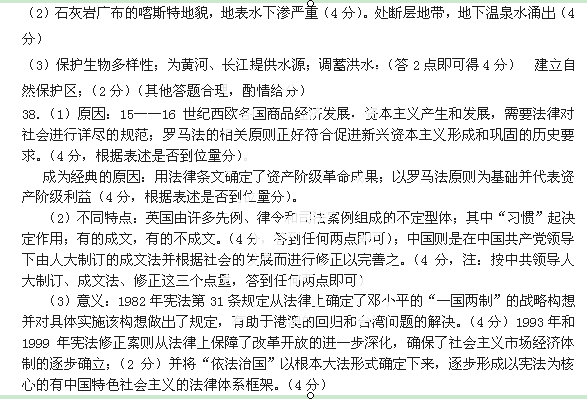 （2）石灰岩广布的喀斯特地貌，地表水下渗严重（4 分）。处断层地带，地下温泉水涌出（4
分）
（3）保护生物多样性；为黄河、长江提供水源；调蓄洪水：（答 2 点即可得 4 分） 建立自
然保护区；（2 分）（其他答题合理，酌情给分）
38．（1）原因：15——16 世纪西欧各国商品经济发展，资本主义产生和发展，需要法律对
社会进行详尽的规范；罗马法的相关原则正好符合促进新兴资本主义形成和巩固的历史要
求。（4 分，根据表述是否到位量分）
成为经典的原因：用法律条文确定了资产阶级革命成果；以罗马法原则为基础并代表资
产阶级利益（4 分，根据表述是否到位量分）。
（2）不同特点：英国由许多先例、律令和司法案例组成的不定型体；其中“习惯”起决
定作用；有的成文，有的不成文。（4 分，答到任何两点即可）；中国则是在中国共产党领导
下由人大制订的成文法并根据社会的发展而进行修正以完善之。（4 分，注：按中共领导人
大制订、成文法、修正这三个点量，答到任何两点即可）
（3）意义：1982 年宪法第 31 条规定从法律上确定了邓小平的“一国两制”的战略构想
并对具体实施该构想做出了规定，有助于港澳的回归和台湾问题的解决。（4 分）1993 年和
1999 年宪法修正案则从法律上保障了改革开放的进一步深化，确保了社会主义市场经济体
制的逐步确立；（2 分）并将“依法治国”以根本大法形式确定下来，逐步形成以宪法为核
心的有中国特色社会主义的法律体系框架。（4 分）